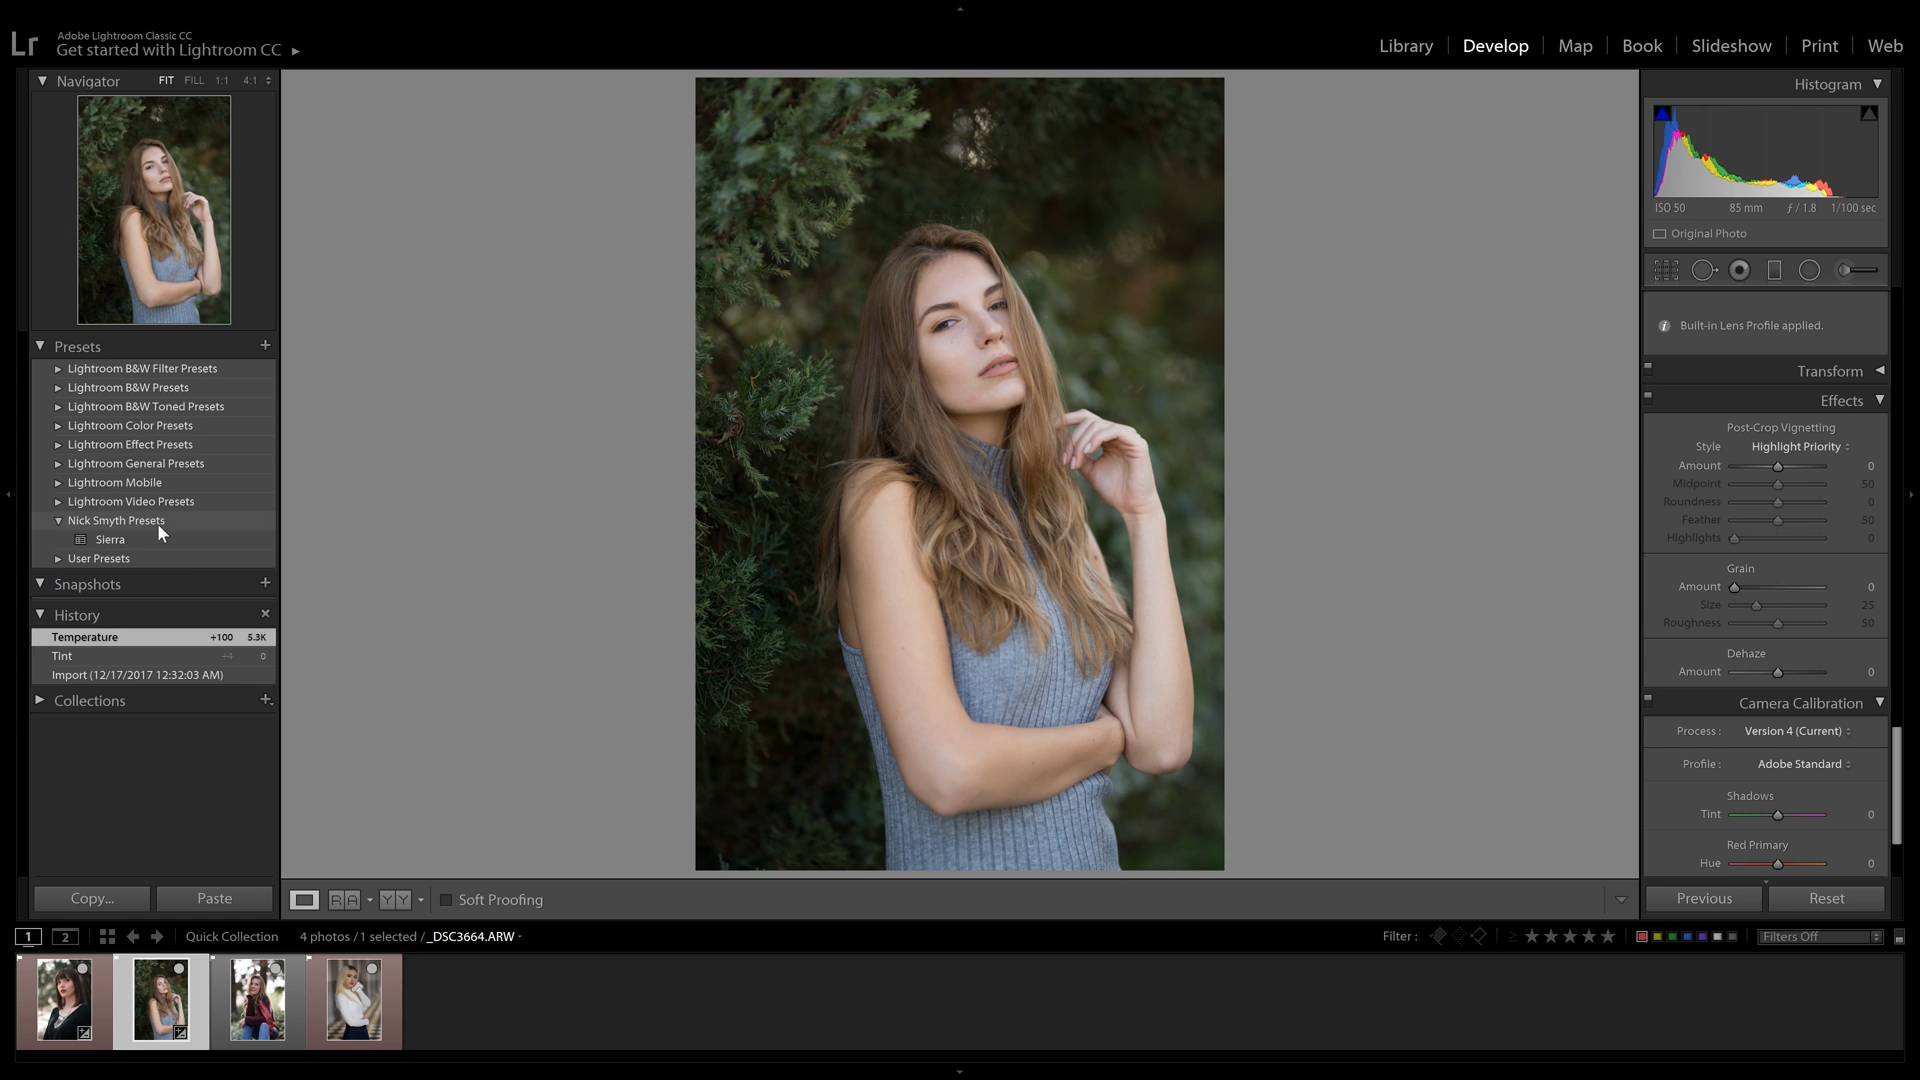 Lr
Adobe Lightroom Classic CC
Get started with Lightroom CC ▶
Library | Develop | Map | Book | Slideshow | Print | Web
Navigator FIT FILL 1:1 4:1
Presets +
Lightroom B&W Filter Presets
Lightroom B&W Presets
Lightroom B&W Toned Presets
Lightroom Color Presets
Lightroom Effect Presets
Lightroom General Presets
Lightroom Mobile
Lightroom Video Presets
Nick Smyth Presets
Sierra
User Presets
Snapshots +
History ×
Temperature +100 5.3K
Tint +4 0
Import (12/17/2017 12:32:03 AM)
Collections +
Copy... Paste
R A Y Y Soft Proofing
Histogram
ISO 50 85 mm ƒ / 1.8 1/100 sec
Original Photo
Built-in Lens Profile applied.
Transform
Effects
Post-Crop Vignetting
Style Highlight Priority
Amount 0
Midpoint 50
Roundness 0
Feather 50
Highlights 0
Grain
Amount 0
Size 25
Roughness 50
Dehaze
Amount 0
Camera Calibration
Process : Version 4 (Current)
Profile : Adobe Standard
Shadows
Tint 0
Red Primary
Hue 0
Previous Reset
1 2 Quick Collection 4 photos / 1 selected / _DSC3664.ARW
Filter : ≥ ★★★★★ Filters Off